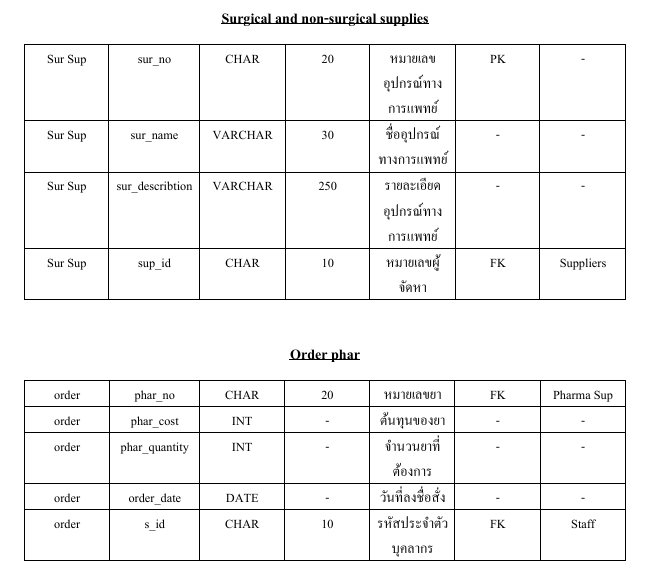 Surgical and non-surgical supplies
Sur Sup sur_no CHAR 20 หมายเลข PK -
อุปกรณ์ทาง
การแพทย์
Sur Sup sur_name VARCHAR 30 ชื่ออุปกรณ์ - -
ทางการแพทย์
Sur Sup sur_describtion VARCHAR 250 รายละเอียด - -
อุปกรณ์ทาง
การแพทย์
Sur Sup sup_id CHAR 10 หมายเลขผู้ FK Suppliers
จัดหา
Order phar
order phar_no CHAR 20 หมายเลขยา FK Pharma Sup
order phar_cost INT - ต้นทุนของยา - -
order phar_quantity INT - จำนวนยาที่ - -
ต้องการ
order order_date DATE - วันที่ลงชื่อสั่ง - -
order s_id CHAR 10 รหัสประจำตัว FK Staff
บุคลากร